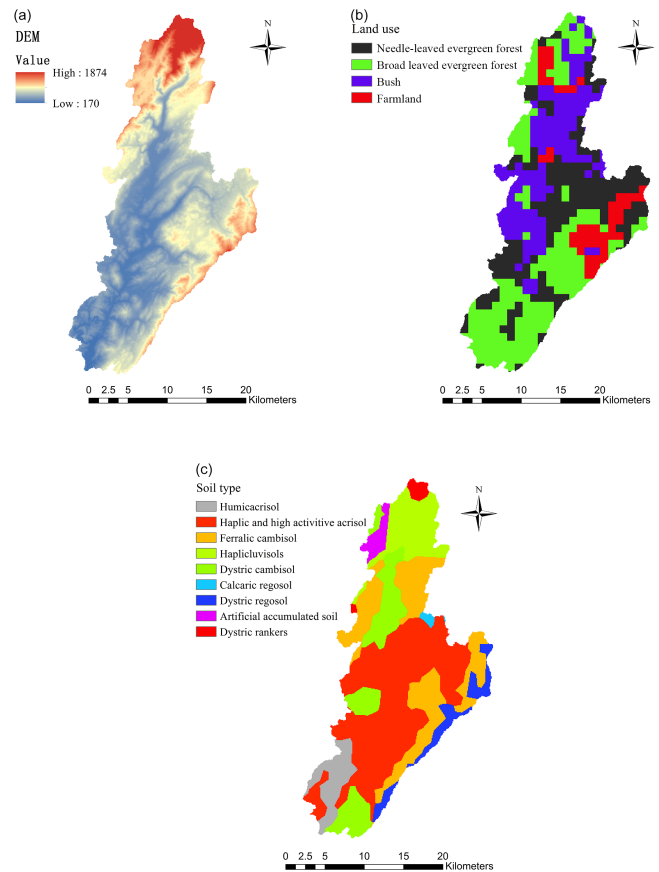 (a)
DEM
Value
High : 1874
Low : 170
N
0 2.5 5 10 15 20
Kilometers
(b)
Land use
Needle-leaved evergreen forest
Broad leaved evergreen forest
Bush
Farmland
N
0 2.5 5 10 15 20
Kilometers
(c)
Soil type
Humicacrisol
Haplic and high activitive acrisol
Ferralic cambisol
Haplicluvisols
Dystric cambisol
Calcaric regosol
Dystric regosol
Artificial accumulated soil
Dystric rankers
N
0 2.5 5 10 15 20
Kilometers